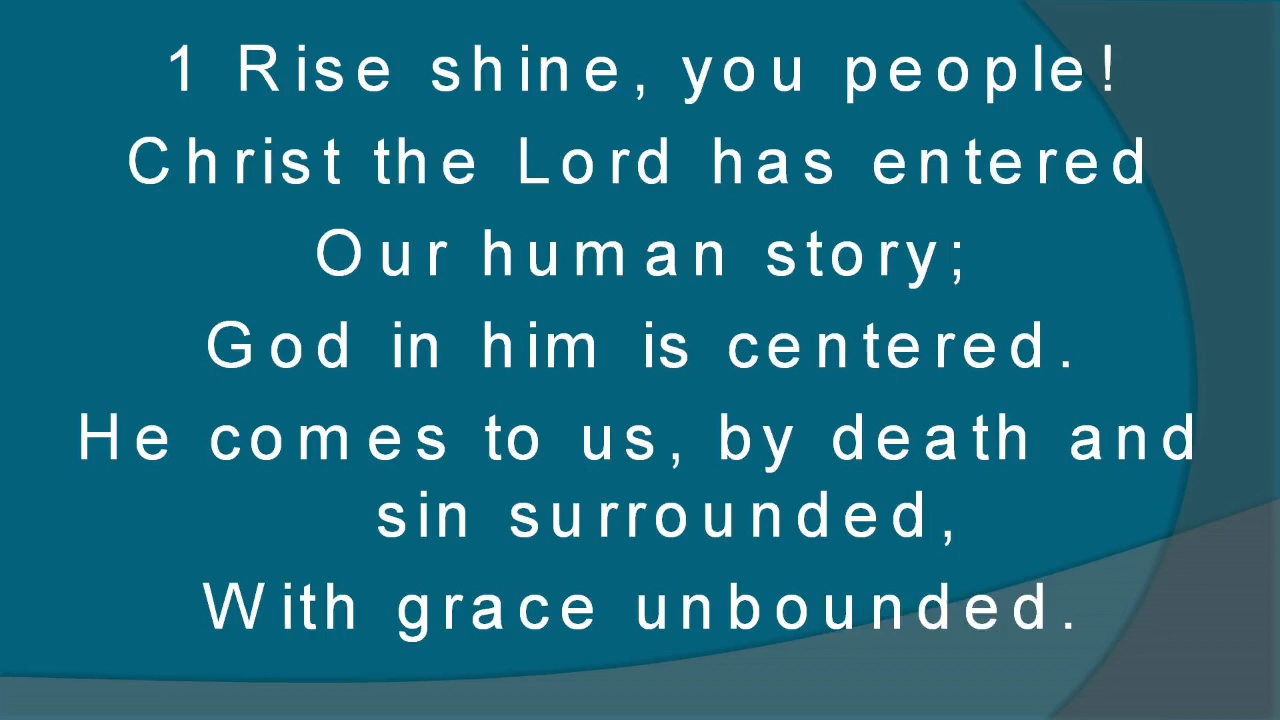 1 Rise shine, you people!
Christ the Lord has entered
Our human story;
God in him is centered.
He comes to us, by death and
sin surrounded,
With grace unbounded.